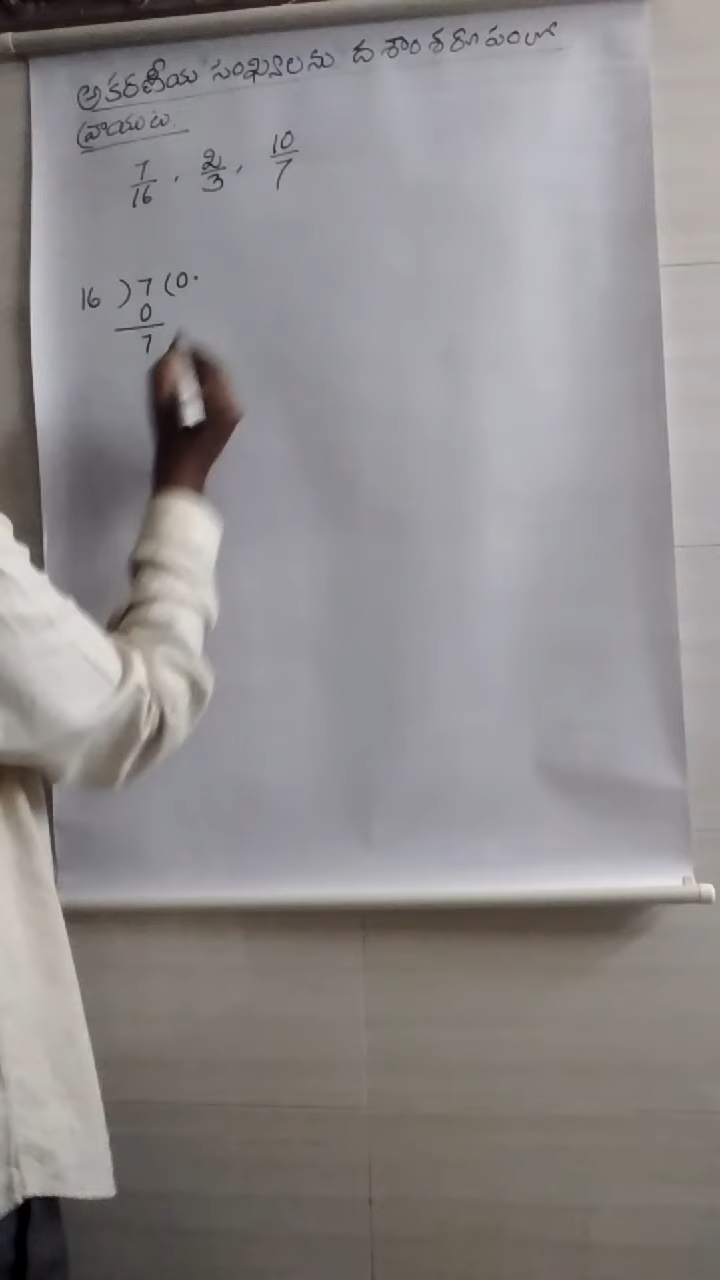 అకరణీయ సంఖ్యలను దశాంశరూపంలో
వ్రాయుట.
7/16, 2/3, 10/7
16 ) 7 ( 0.
0
7